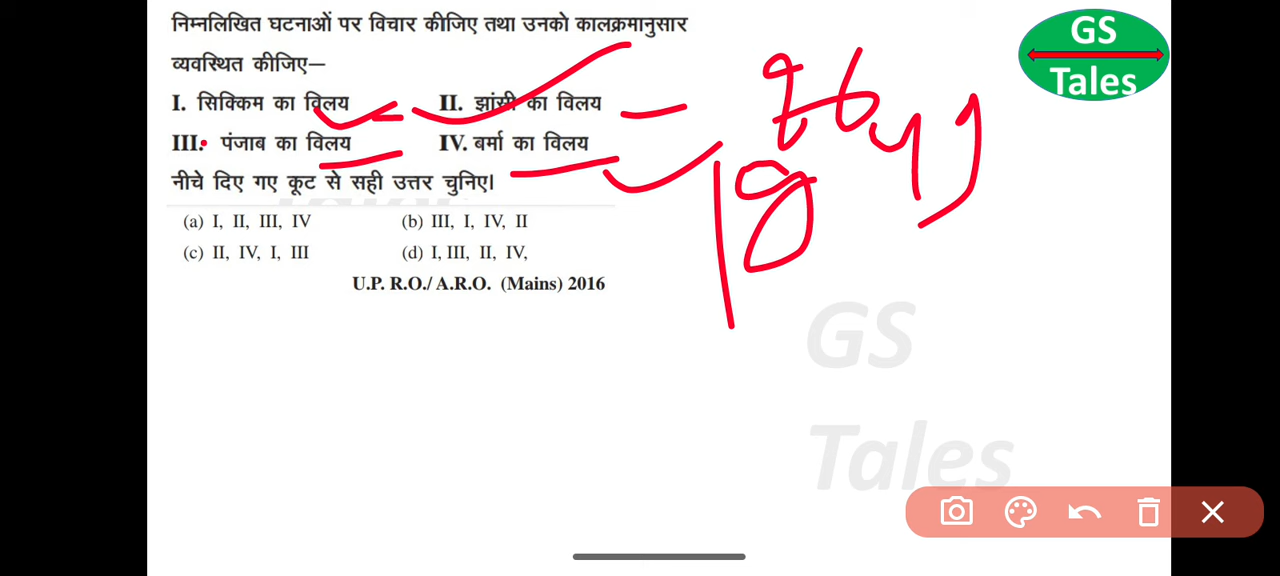 निम्नलिखित घटनाओं पर विचार कीजिए तथा उनको कालक्रमानुसार
व्यवस्थित कीजिए–
I. सिक्किम का विलय II. झांसी का विलय
III. पंजाब का विलय IV. बर्मा का विलय
नीचे दिए गए कूट से सही उत्तर चुनिए।
(a) I, II, III, IV (b) III, I, IV, II
(c) II, IV, I, III (d) I, III, II, IV,
U.P. R.O./ A.R.O. (Mains) 2016
GS
Tales
GS
Tales